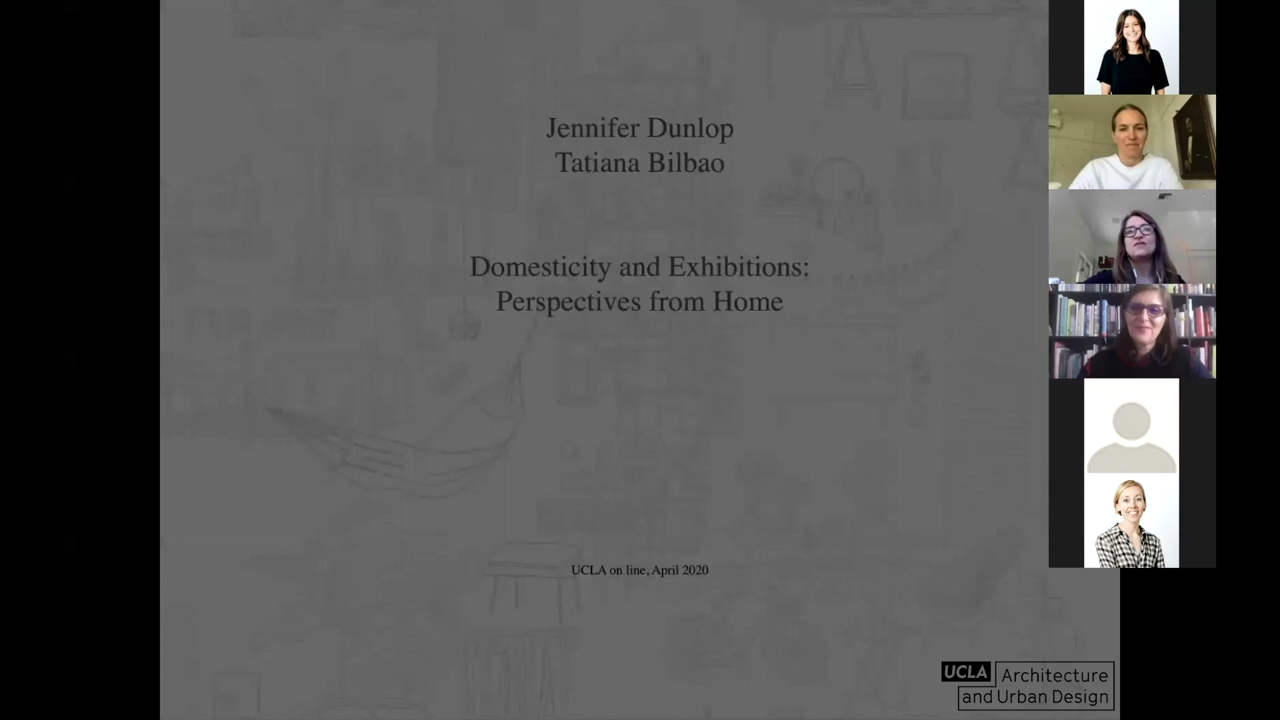 Jennifer Dunlop
Tatiana Bilbao
Domesticity and Exhibitions:
Perspectives from Home
UCLA on line, April 2020
UCLA Architecture
and Urban Design